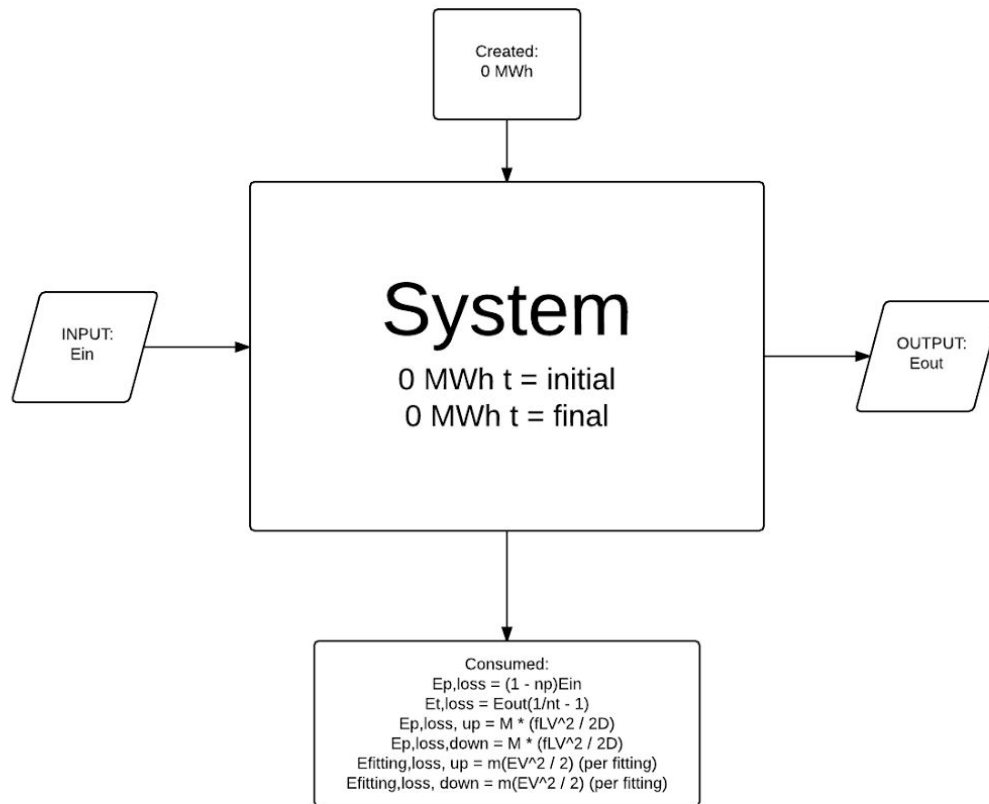 Created:
0 MWh
System
0 MWh t = initial
0 MWh t = final
INPUT:
Ein
OUTPUT:
Eout
Consumed:
Ep,loss = (1 - np)Ein
Et,loss = Eout(1/nt - 1)
Ep,loss, up = M * (fLV^2 / 2D)
Ep,loss,down = M * (fLV^2 / 2D)
Efitting,loss, up = m(EV^2 / 2) (per fitting)
Efitting,loss, down = m(EV^2 / 2) (per fitting)